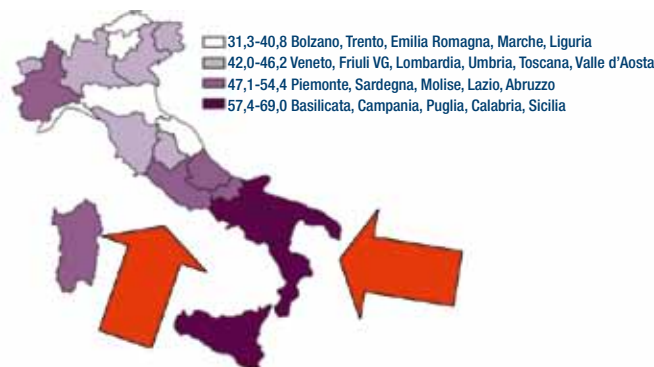 31,3-40,8 Bolzano, Trento, Emilia Romagna, Marche, Liguria
42,0-46,2 Veneto, Friuli VG, Lombardia, Umbria, Toscana, Valle d'Aosta
47,1-54,4 Piemonte, Sardegna, Molise, Lazio, Abruzzo
57,4-69,0 Basilicata, Campania, Puglia, Calabria, Sicilia